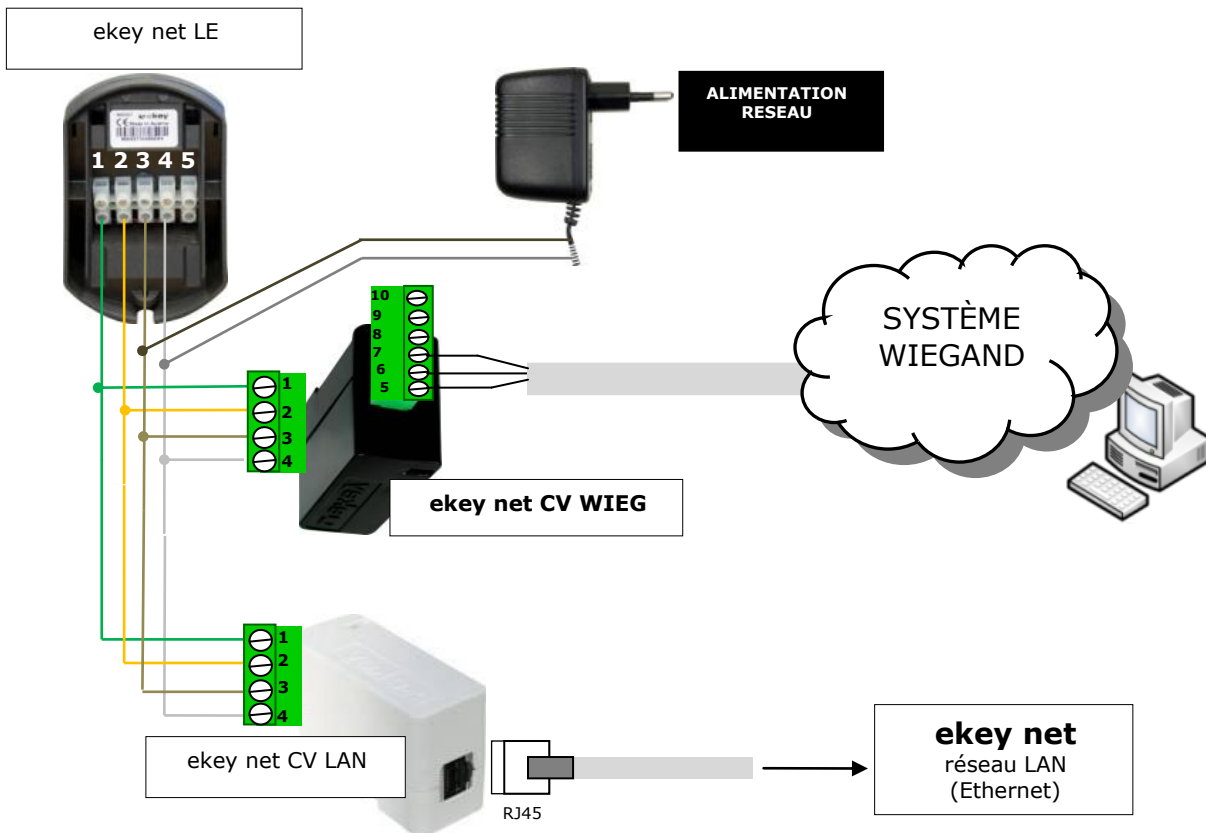 ekey net LE
ALIMENTATION
RESEAU
1 2 3 4 5
10
9
8
7
6
5
SYSTÈME
WIEGAND
1
2
3
4
ekey net CV WIEG
1
2
3
4
ekey net CV LAN
RJ45
ekey net
réseau LAN
(Ethernet)